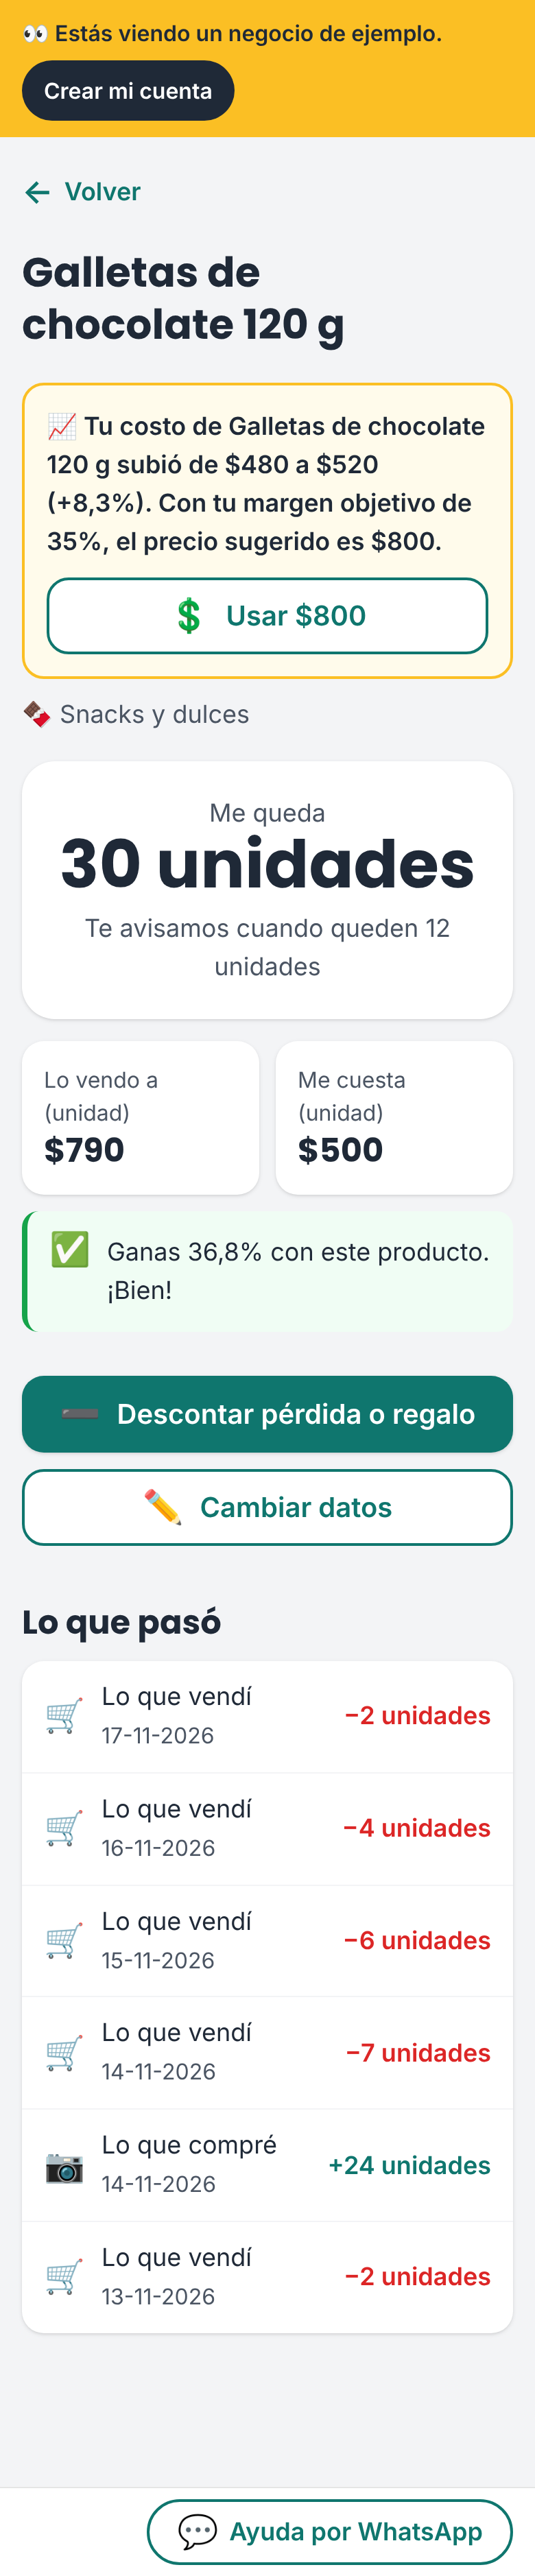 👀 Estás viendo un negocio de ejemplo.
Crear mi cuenta
← Volver
Galletas de
chocolate 120 g
📈 Tu costo de Galletas de chocolate
120 g subió de $480 a $520
(+8,3%). Con tu margen objetivo de
35%, el precio sugerido es $800.
💲 Usar $800
🍫 Snacks y dulces
Me queda
30 unidades
Te avisamos cuando queden 12
unidades
Lo vendo a
(unidad)
$790
Me cuesta
(unidad)
$500
✅ Ganas 36,8% con este producto.
¡Bien!
➖ Descontar pérdida o regalo
✏️ Cambiar datos
Lo que pasó
🛒 Lo que vendí
17-11-2026
−2 unidades
🛒 Lo que vendí
16-11-2026
−4 unidades
🛒 Lo que vendí
15-11-2026
−6 unidades
🛒 Lo que vendí
14-11-2026
−7 unidades
📷 Lo que compré
14-11-2026
+24 unidades
🛒 Lo que vendí
13-11-2026
−2 unidades
💬 Ayuda por WhatsApp